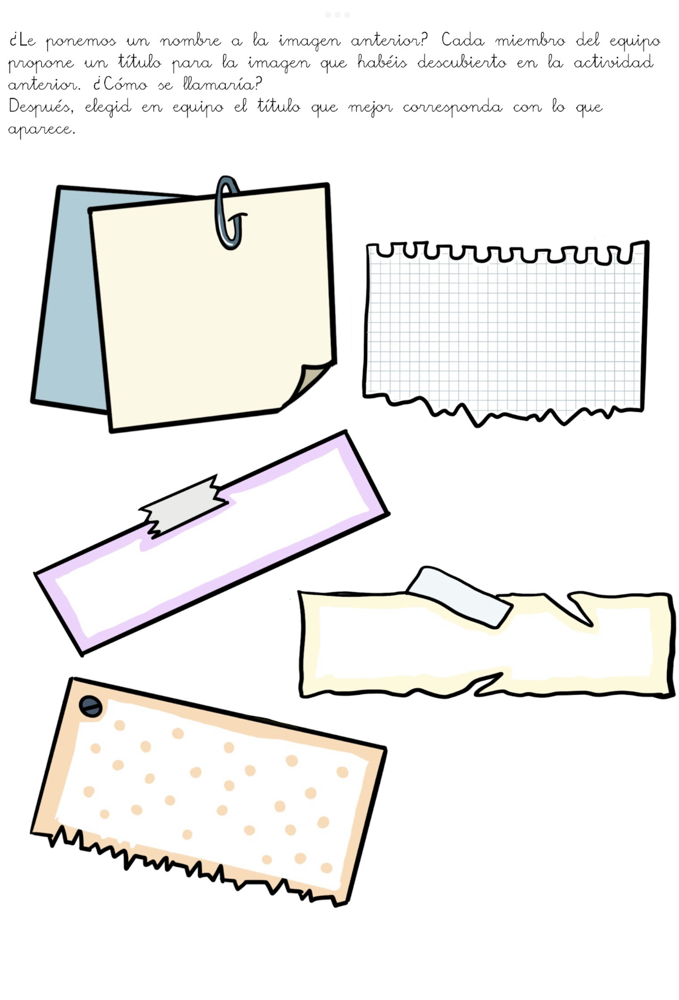 ¿Le ponemos un nombre a la imagen anterior? Cada miembro del equipo
propone un título para la imagen que habéis descubierto en la actividad
anterior. ¿Cómo se llamaría?
Después, elegid en equipo el título que mejor corresponda con lo que
aparece.